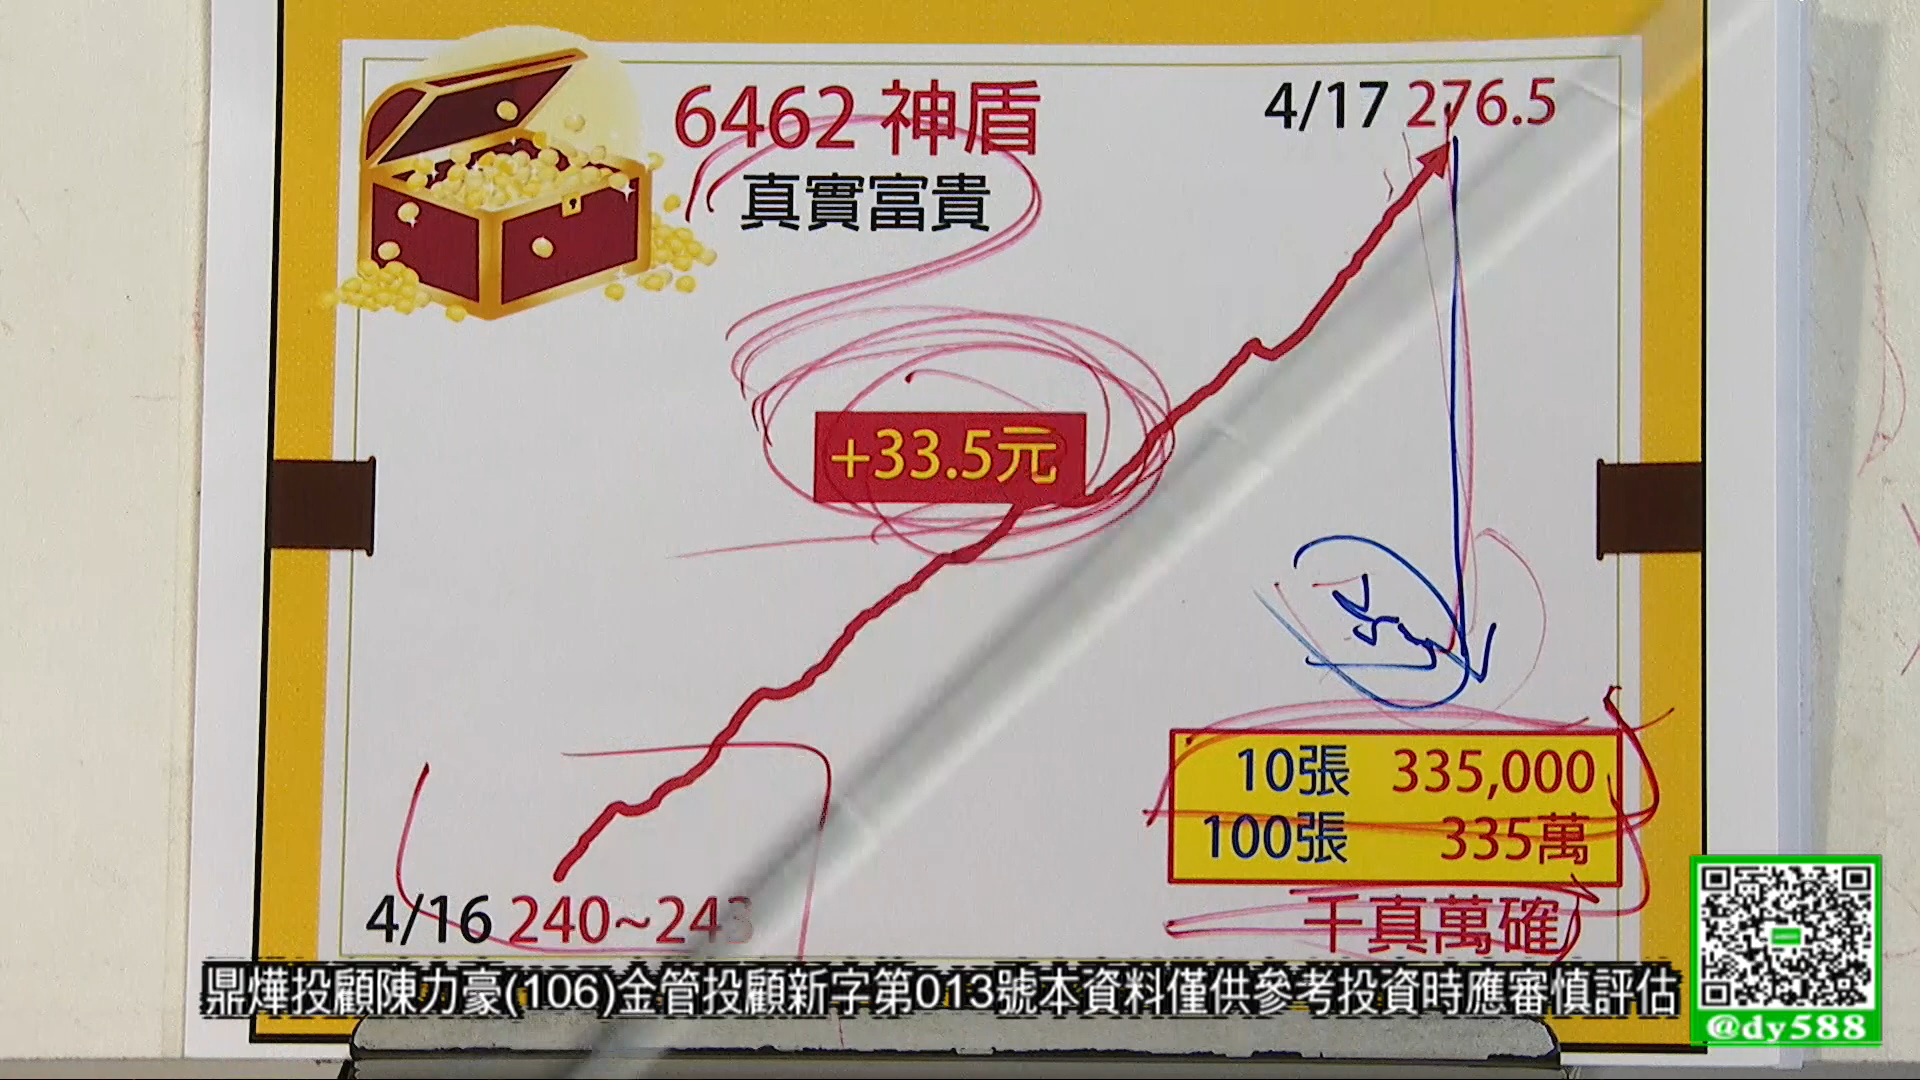 6462 神盾
真實富貴
4/17 276.5
+33.5元
10張 335,000
100張 335萬
千真萬確
4/16 240~243
鼎燁投顧陳力豪(106)金管投顧新字第013號本資料僅供參考投資時應審慎評估
@dy588